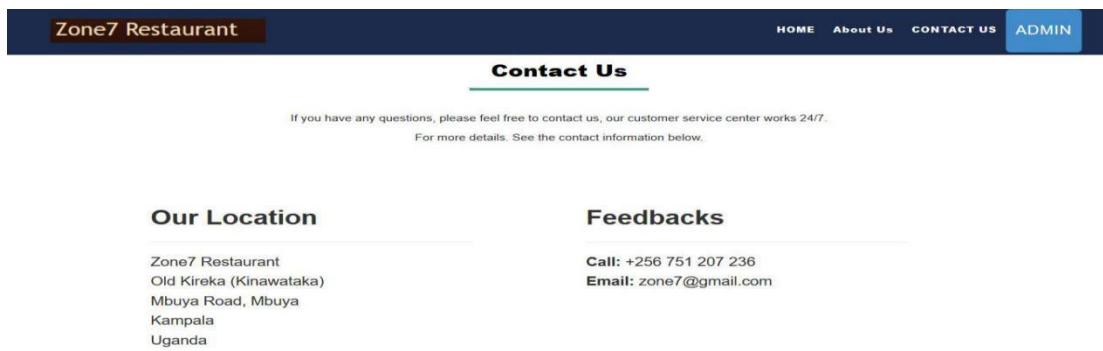 Zone7 Restaurant
HOME About Us CONTACT US ADMIN
Contact Us
If you have any questions, please feel free to contact us, our customer service center works 24/7.
For more details. See the contact information below.
Our Location
Zone7 Restaurant
Old Kireka (Kinawataka)
Mbuya Road, Mbuya
Kampala
Uganda
Feedbacks
Call: +256 751 207 236
Email: zone7@gmail.com